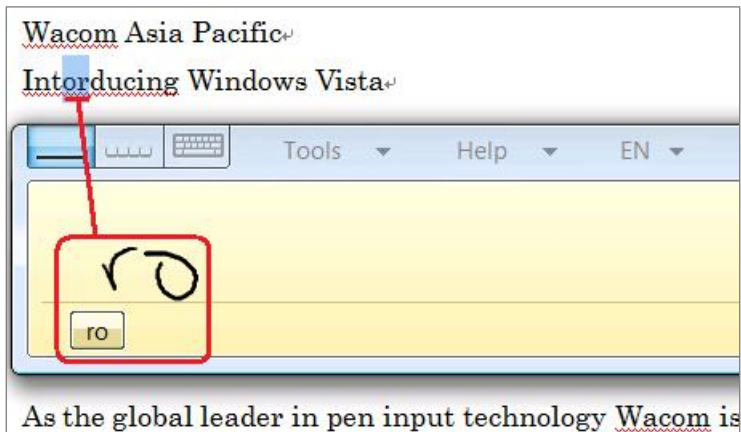 Wacom Asia Pacific
Intorducing Windows Vista
Tools Help EN
ro
ro
As the global leader in pen input technology Wacom is